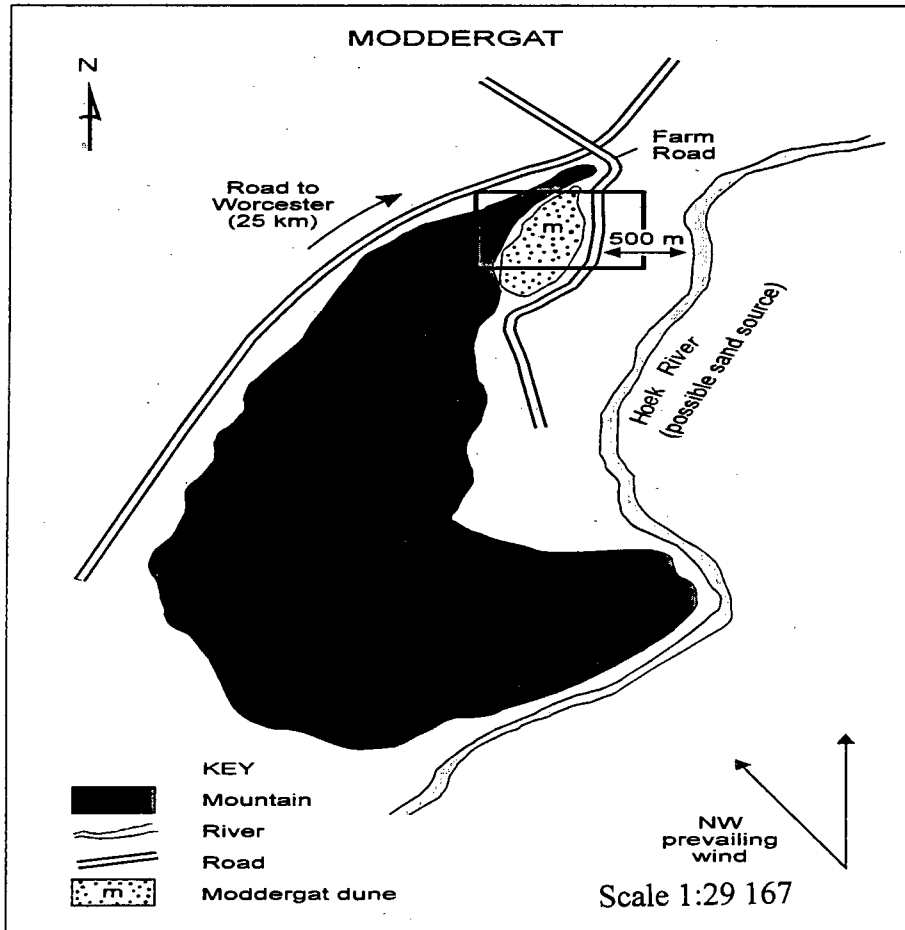 MODDERGAT
N
Farm
Road
Road to
Worcester
(25 km)
m
500 m
Hoek River
(possible sand source)
KEY
Mountain
River
Road
m
Moddergat dune
NW
prevailing
wind
Scale 1:29 167